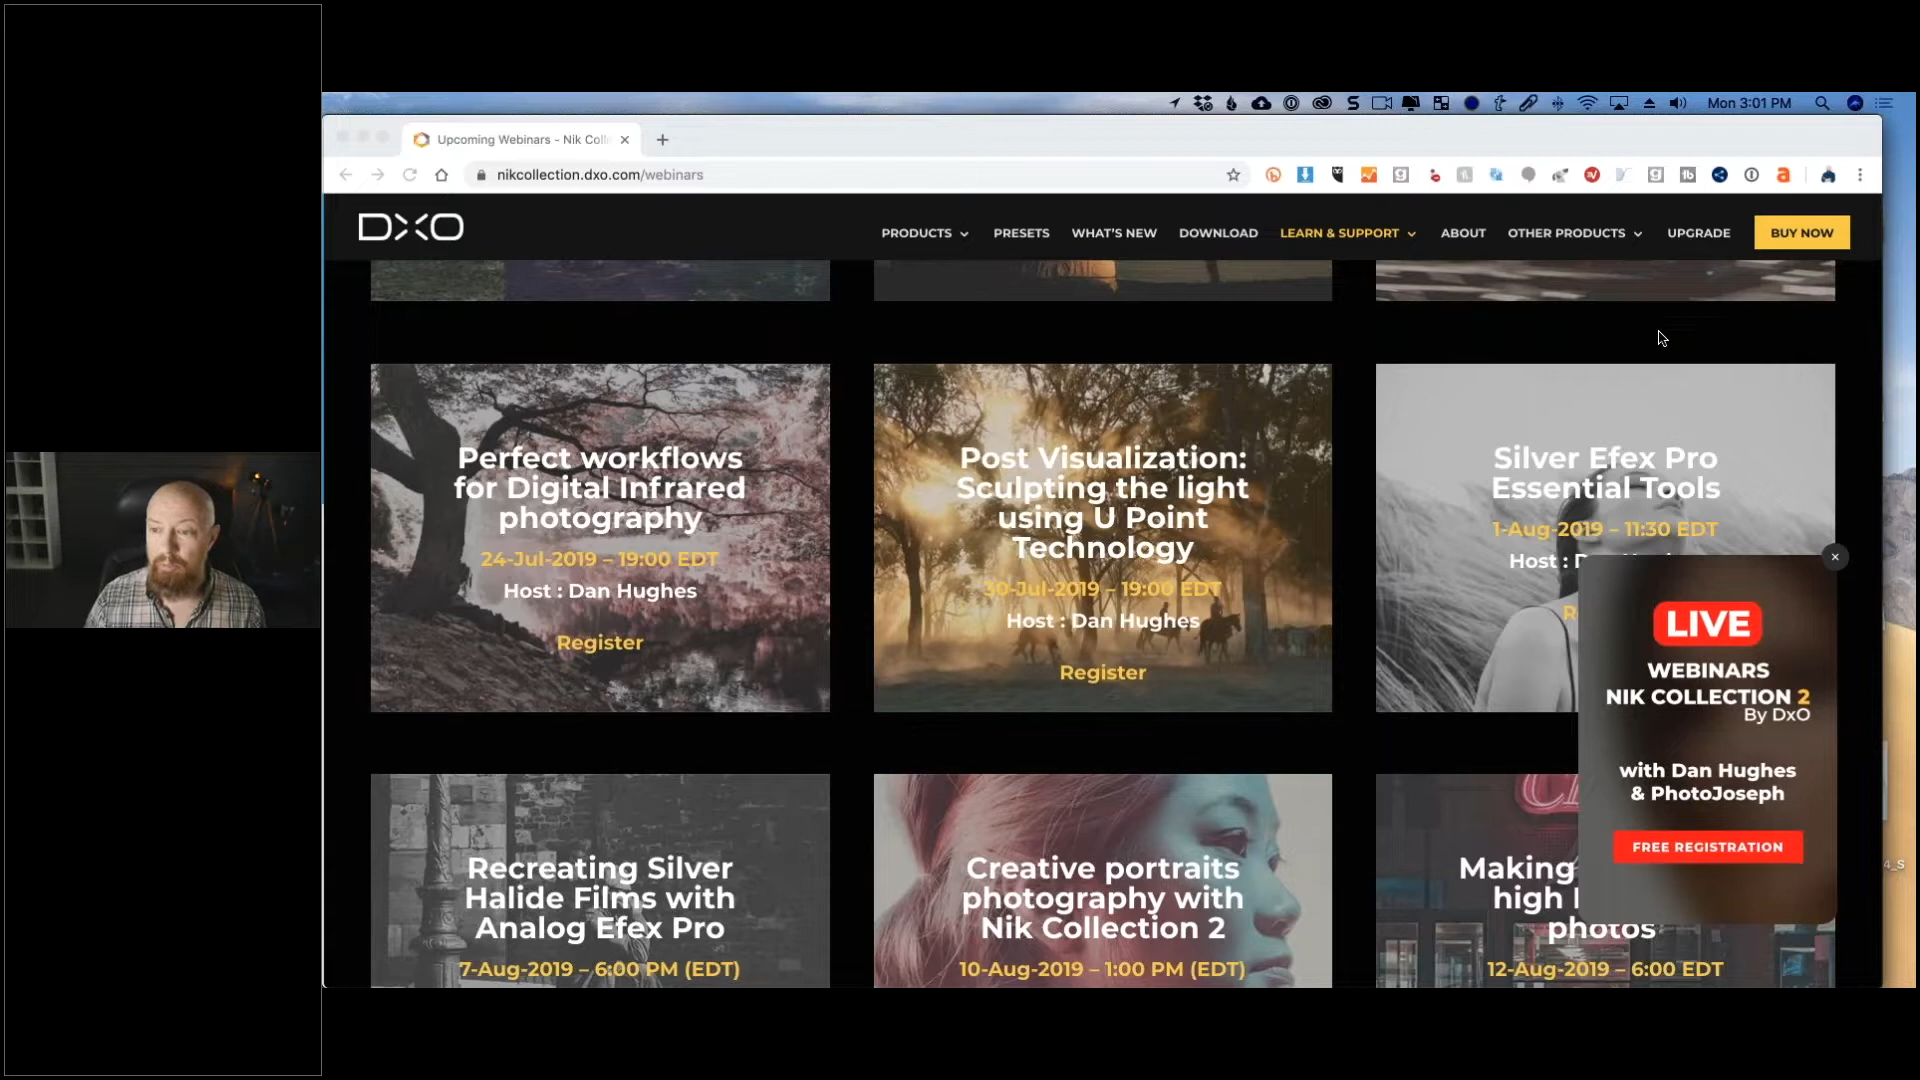 Mon 3:01 PM
Upcoming Webinars - Nik Coll
nikcollection.dxo.com/webinars
DXO
PRODUCTS
PRESETS
WHAT'S NEW
DOWNLOAD
LEARN & SUPPORT
ABOUT
OTHER PRODUCTS
UPGRADE
BUY NOW
Perfect workflows
for Digital Infrared
photography
24-Jul-2019 – 19:00 EDT
Host : Dan Hughes
Register
Post Visualization:
Sculpting the light
using U Point
Technology
30-Jul-2019 – 19:00 EDT
Host : Dan Hughes
Register
Silver Efex Pro
Essential Tools
1-Aug-2019 – 11:30 EDT
Host :
LIVE
WEBINARS
NIK COLLECTION 2
By DxO
with Dan Hughes
& PhotoJoseph
FREE REGISTRATION
Recreating Silver
Halide Films with
Analog Efex Pro
7-Aug-2019 – 6:00 PM (EDT)
Creative portraits
photography with
Nik Collection 2
10-Aug-2019 – 1:00 PM (EDT)
Making
high
photos
12-Aug-2019 – 6:00 EDT